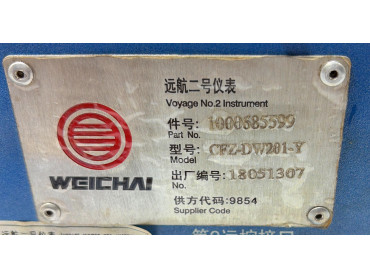 远航二号仪表
Voyage No.2 Instrument
件号: 1000685599
Part No.
型号: CFZ-DW201-Y
Model
WEICHAI
出厂编号: 18051307
No.
供方代码: 9854
Supplier Code